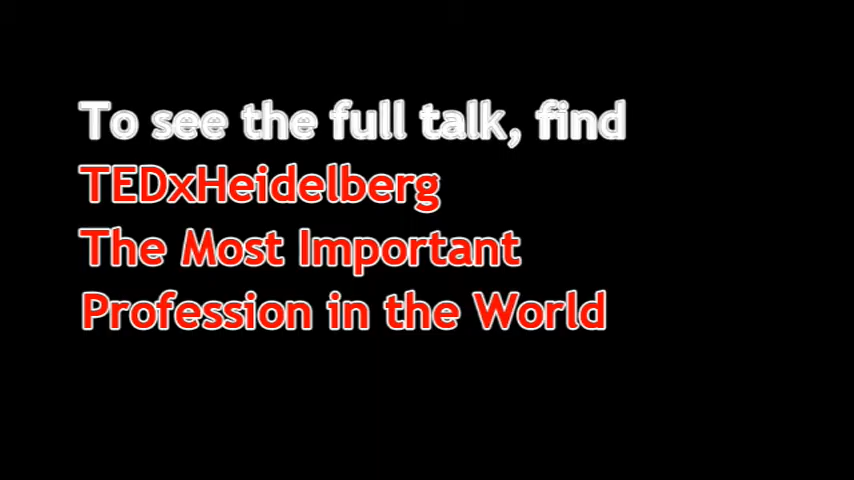 To see the full talk, find
TEDxHeidelberg
The Most Important
Profession in the World